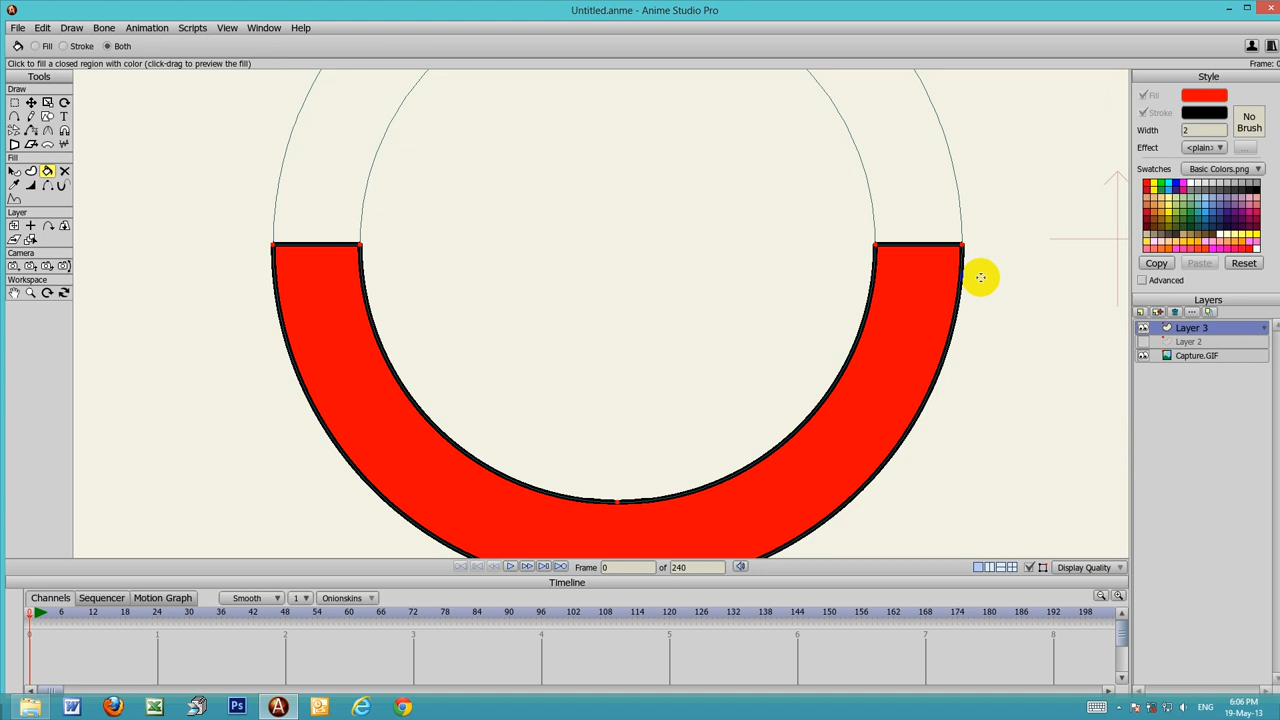 Untitled.anme - Anime Studio Pro
File Edit Draw Bone Animation Scripts View Window Help
Fill Stroke Both
Click to fill a closed region with color (click-drag to preview the fill)
Frame: 0
Tools
Draw
Fill
Layer
Camera
Workspace
Style
Fill
Stroke
No Brush
Width 2
Effect <plain>
...
Swatches Basic Colors.png
Copy Paste Reset
Advanced
Layers
Layer 3
Layer 2
Capture.GIF
Frame 0 of 240
Display Quality
Timeline
Channels Sequencer Motion Graph Smooth 1 Onionskins
0 6 12 18 24 30 36 42 48 54 60 66 72 78 84 90 96 102 108 114 120 126 132 138 144 150 156 162 168 174 180 186 192 198
0 1 2 3 4 5 6 7 8
ENG
6:06 PM
19-May-13